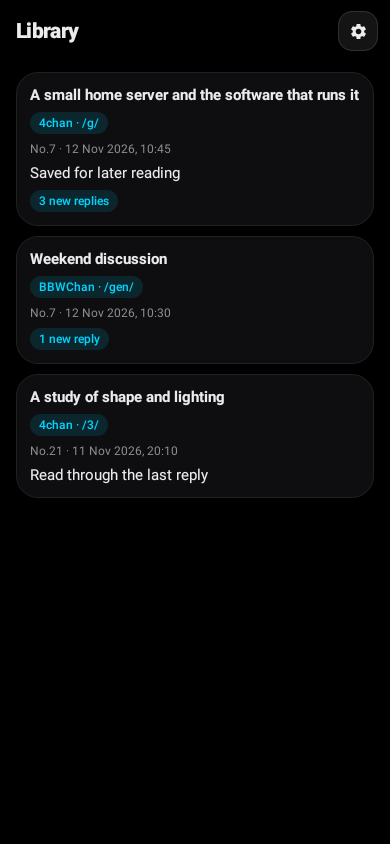 Library
A small home server and the software that runs it
4chan · /g/
No.7 · 12 Nov 2026, 10:45
Saved for later reading
3 new replies
Weekend discussion
BBWChan · /gen/
No.7 · 12 Nov 2026, 10:30
1 new reply
A study of shape and lighting
4chan · /3/
No.21 · 11 Nov 2026, 20:10
Read through the last reply